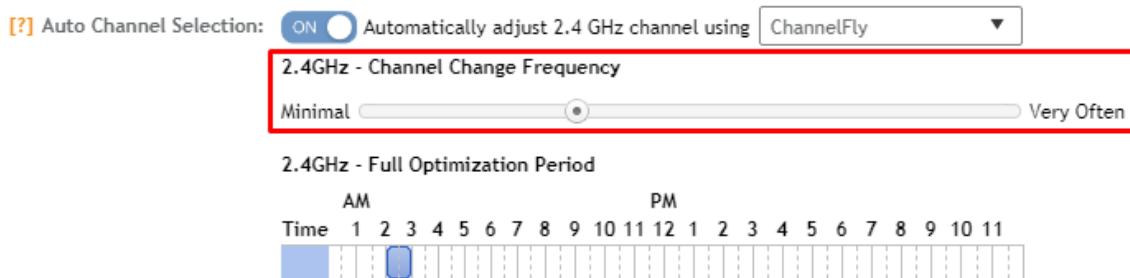 [?] Auto Channel Selection: ON Automatically adjust 2.4 GHz channel using ChannelFly ▼
2.4GHz - Channel Change Frequency
Minimal Very Often
2.4GHz - Full Optimization Period
AM PM
Time 1 2 3 4 5 6 7 8 9 10 11 12 1 2 3 4 5 6 7 8 9 10 11